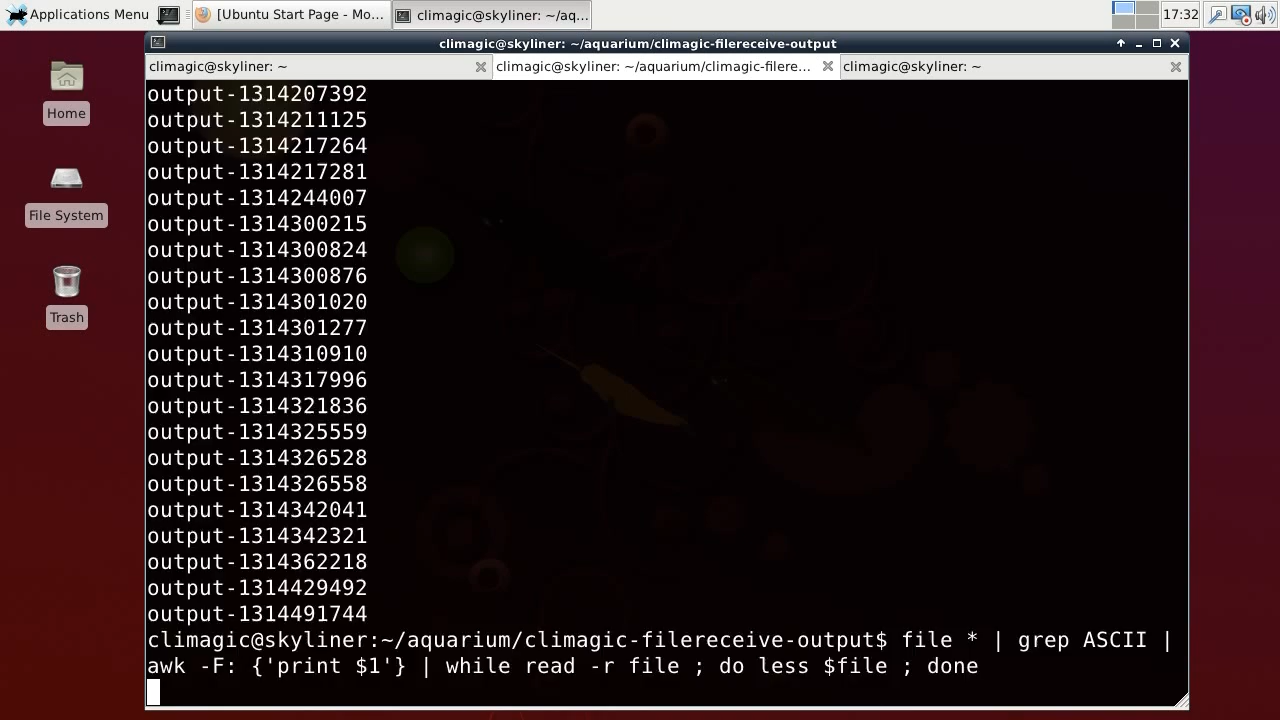 Applications Menu
[Ubuntu Start Page - Mo...
climagic@skyliner: ~/aq...
17:32
climagic@skyliner: ~/aquarium/climagic-filereceive-output
climagic@skyliner: ~
climagic@skyliner: ~/aquarium/climagic-filere...
climagic@skyliner: ~
Home
File System
Trash
output-1314207392
output-1314211125
output-1314217264
output-1314217281
output-1314244007
output-1314300215
output-1314300824
output-1314300876
output-1314301020
output-1314301277
output-1314310910
output-1314317996
output-1314321836
output-1314325559
output-1314326528
output-1314326558
output-1314342041
output-1314342321
output-1314362218
output-1314429492
output-1314491744
climagic@skyliner:~/aquarium/climagic-filereceive-output$ file * | grep ASCII |
awk -F: {'print $1'} | while read -r file ; do less $file ; done